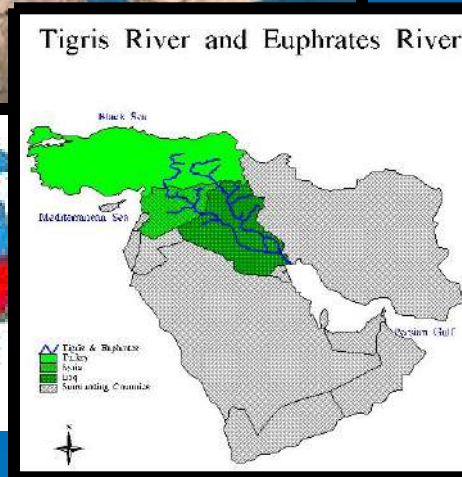 Tigris River and Euphrates River
Black Sea
Mediterranean Sea
Persian Gulf
Tigris & Euphrates
Turkey
Syria
Iraq
Surrounding Countries
N